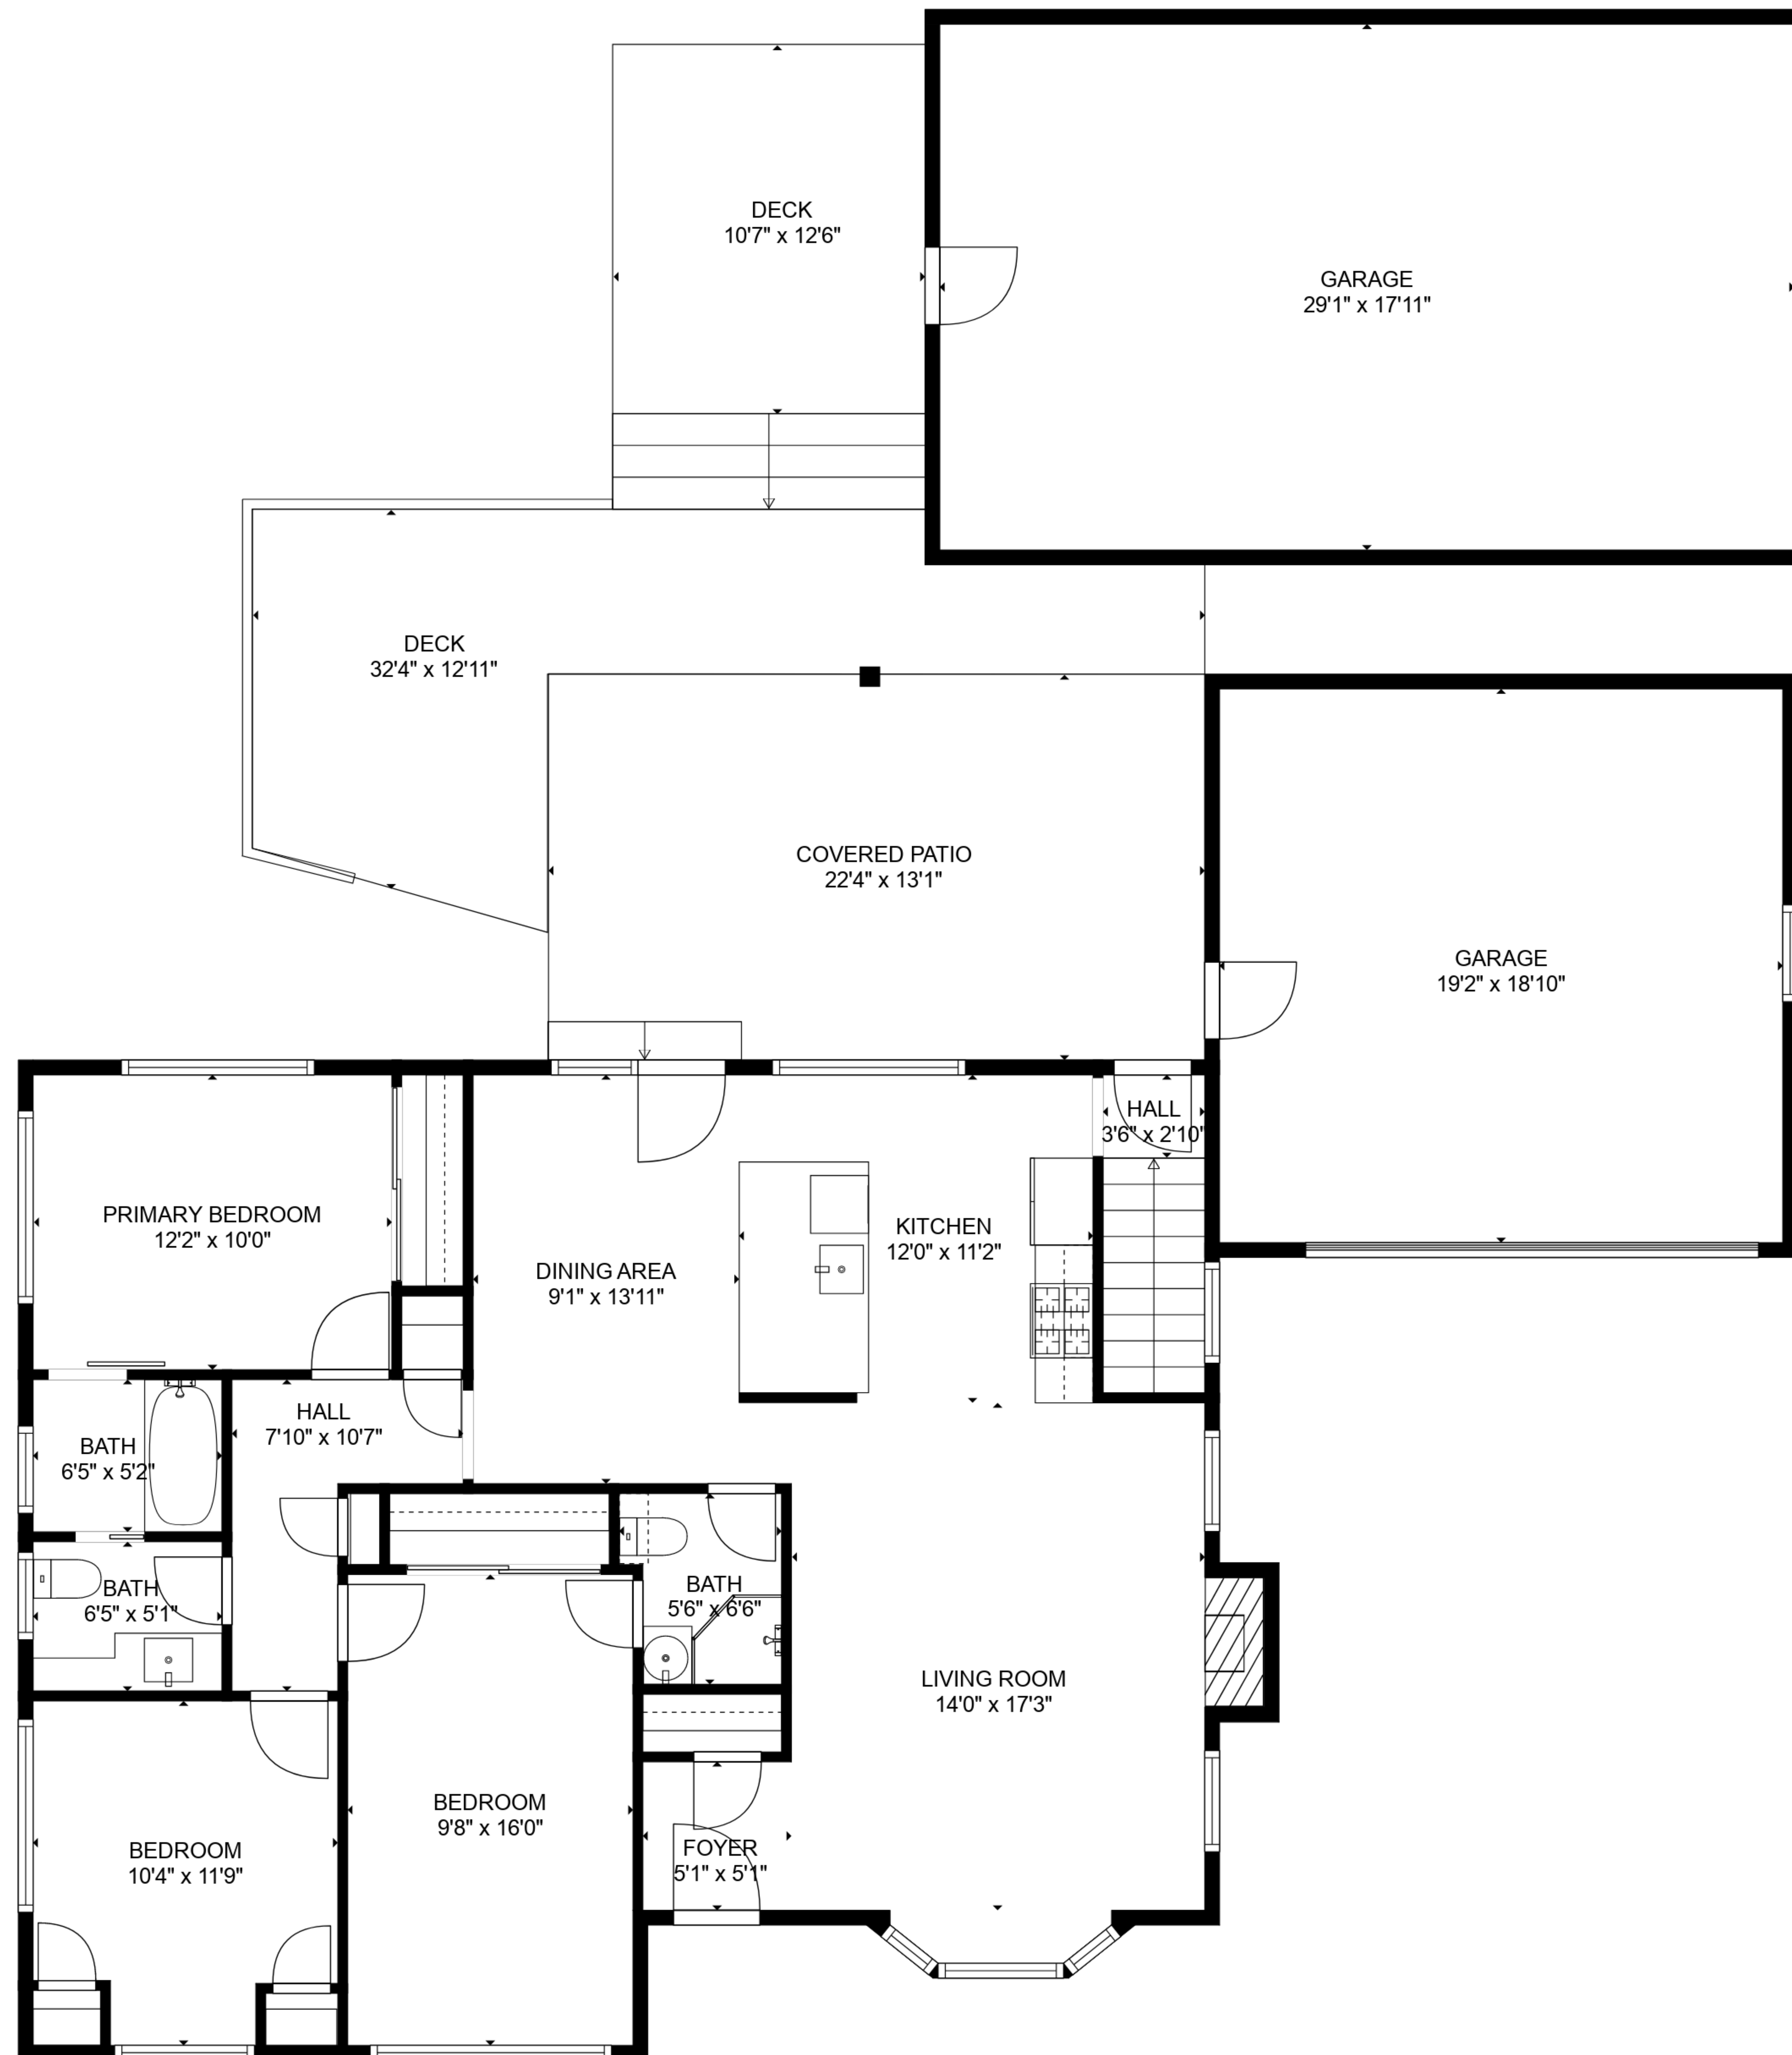 DECK
10'7" x 12'6"
GARAGE
29'1" x 17'11"
DECK
32'4" x 12'11"
COVERED PATIO
22'4" x 13'1"
GARAGE
19'2" x 18'10"
HALL
3'6" x 2'10"
PRIMARY BEDROOM
12'2" x 10'0"
KITCHEN
12'0" x 11'2"
DINING AREA
9'1" x 13'11"
HALL
7'10" x 10'7"
BATH
6'5" x 5'2"
BATH
6'5" x 5'1"
BATH
5'6" x 6'6"
LIVING ROOM
14'0" x 17'3"
BEDROOM
9'8" x 16'0"
FOYER
5'1" x 5'1"
BEDROOM
10'4" x 11'9"